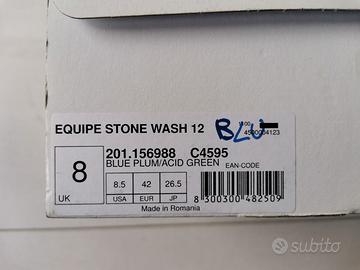 EQUIPE STONE WASH 12
BLU
4500004123
201.156988 C4595
BLUE PLUM/ACID GREEN
EAN-CODE
8
UK
8.5 42 26.5
USA EUR JP
Made in Romania
8 300300 482509
subito